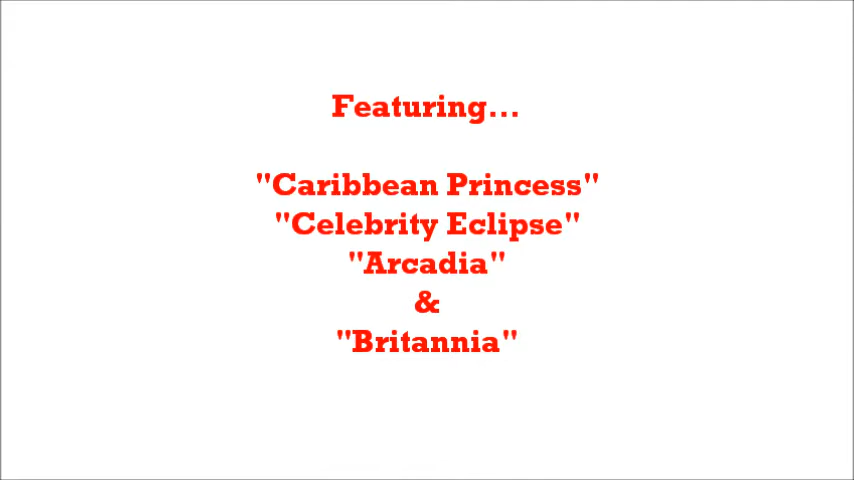 Featuring...
"Caribbean Princess"
"Celebrity Eclipse"
"Arcadia"
&
"Britannia"